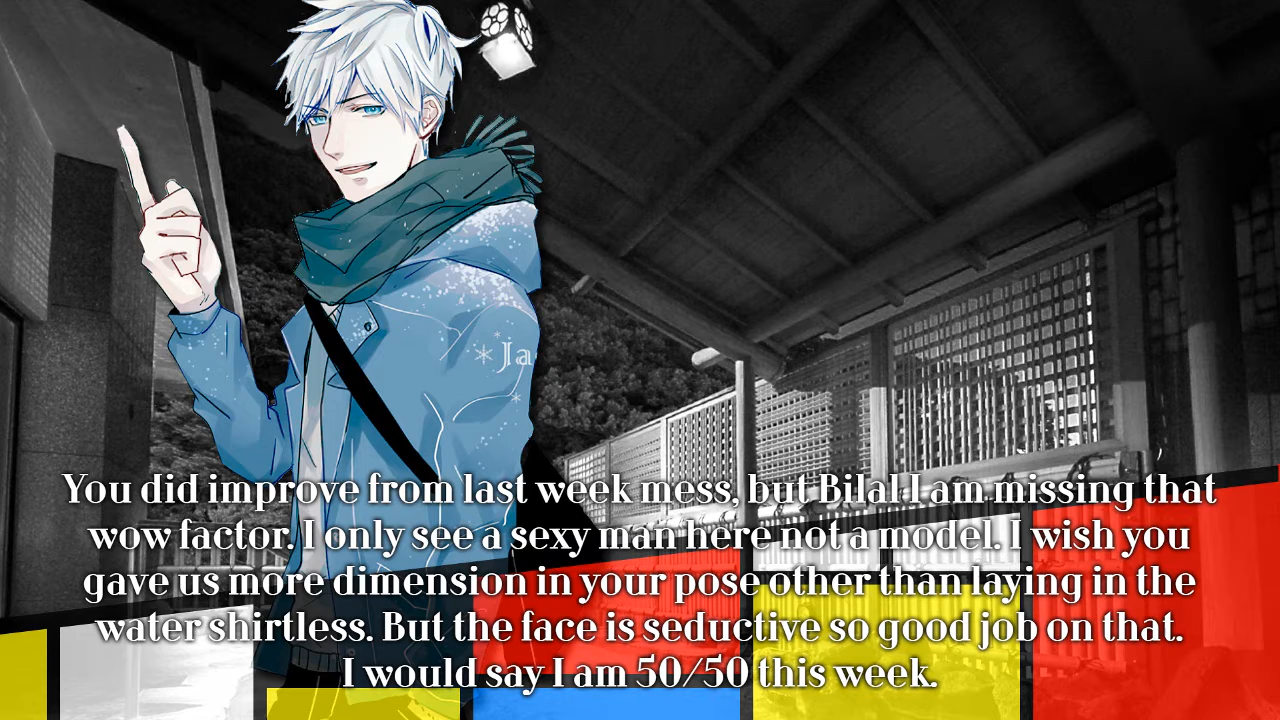 *Ja
You did improve from last week mess, but Bilal I am missing that
wow factor. I only see a sexy man here not a model. I wish you
gave us more dimension in your pose other than laying in the
water shirtless. But the face is seductive so good job on that.
I would say I am 50/50 this week.